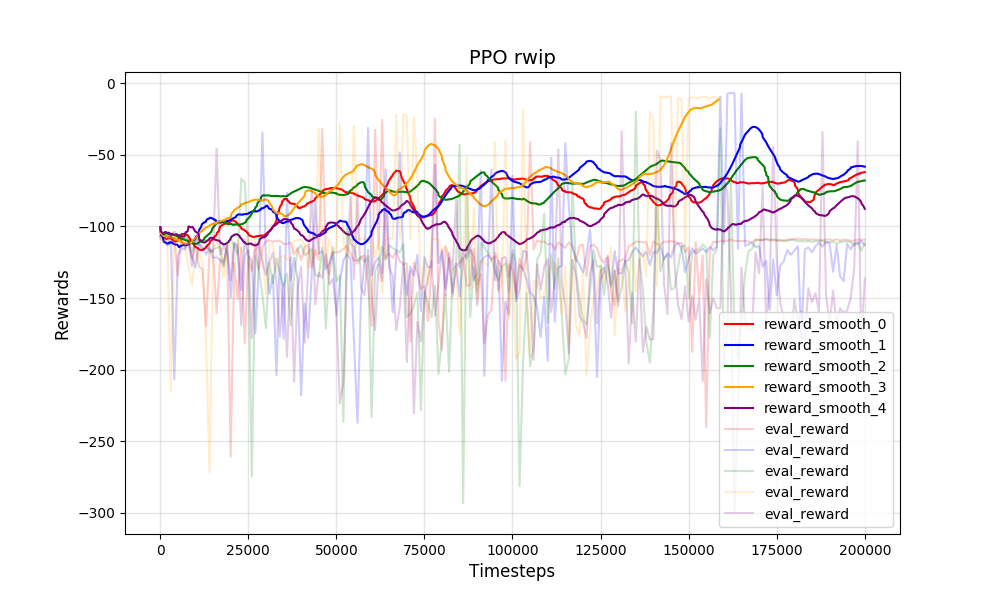 PPO rwip
Rewards
0
−50
−100
−150
−200
−250
−300
reward_smooth_0
reward_smooth_1
reward_smooth_2
reward_smooth_3
reward_smooth_4
eval_reward
eval_reward
eval_reward
eval_reward
eval_reward
0 25000 50000 75000 100000 125000 150000 175000 200000
Timesteps